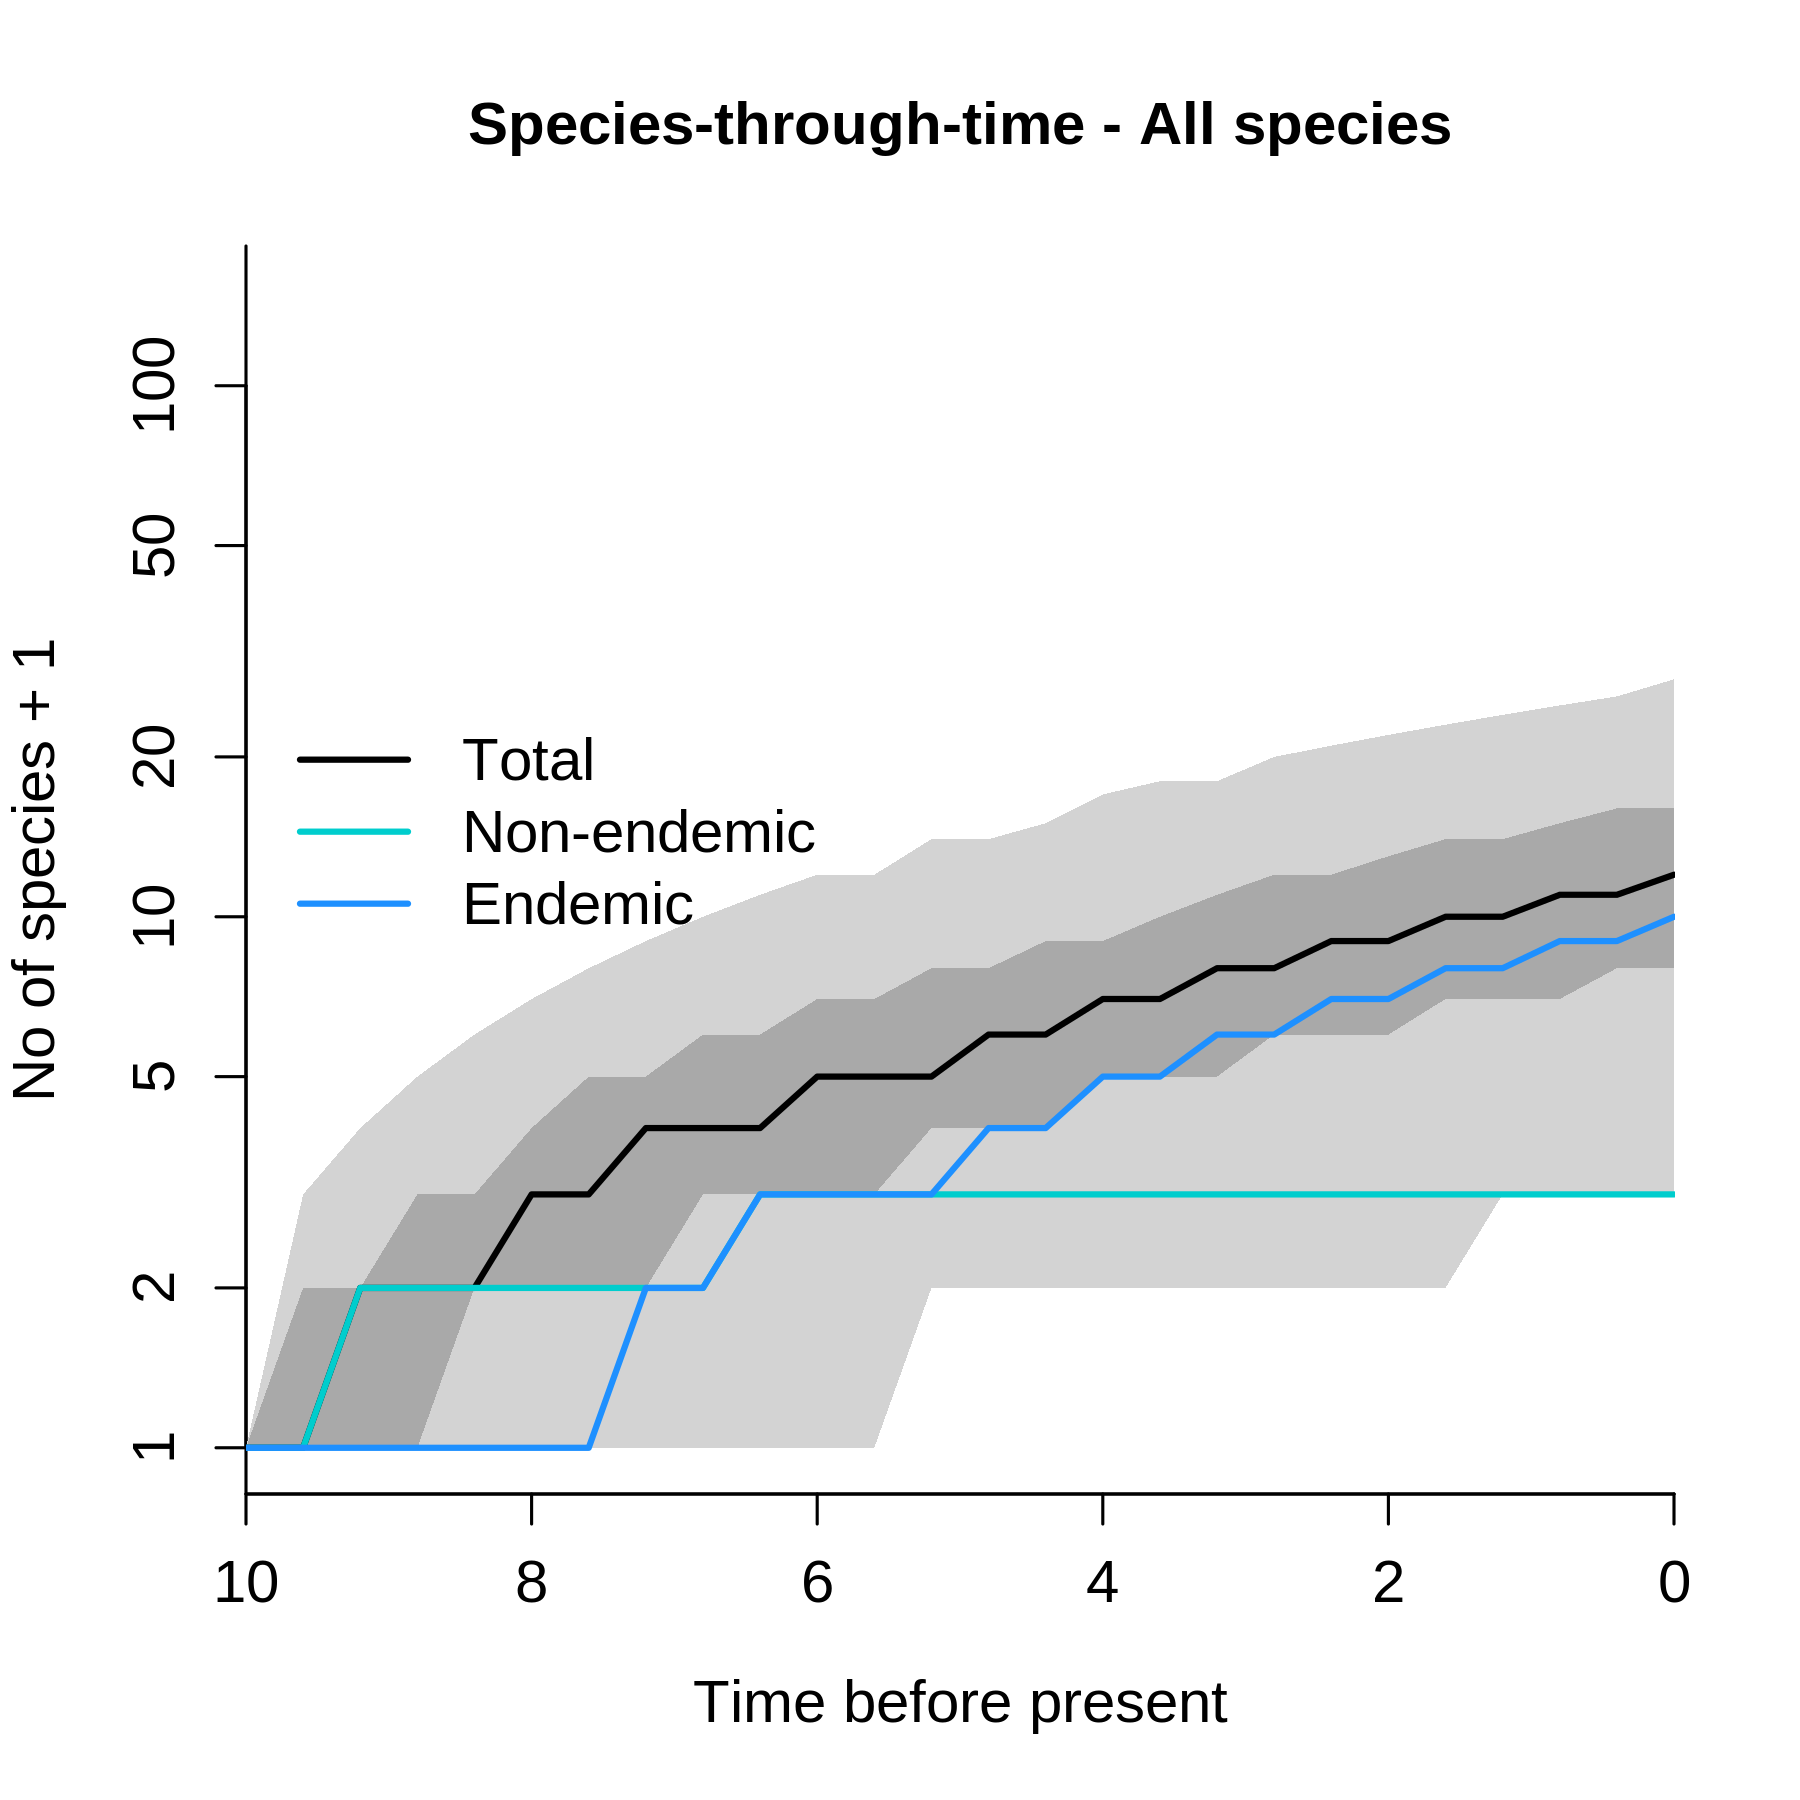 Species-through-time - All species
No of species + 1
100
50
20
10
5
2
1
Total
Non-endemic
Endemic
10 8 6 4 2 0
Time before present